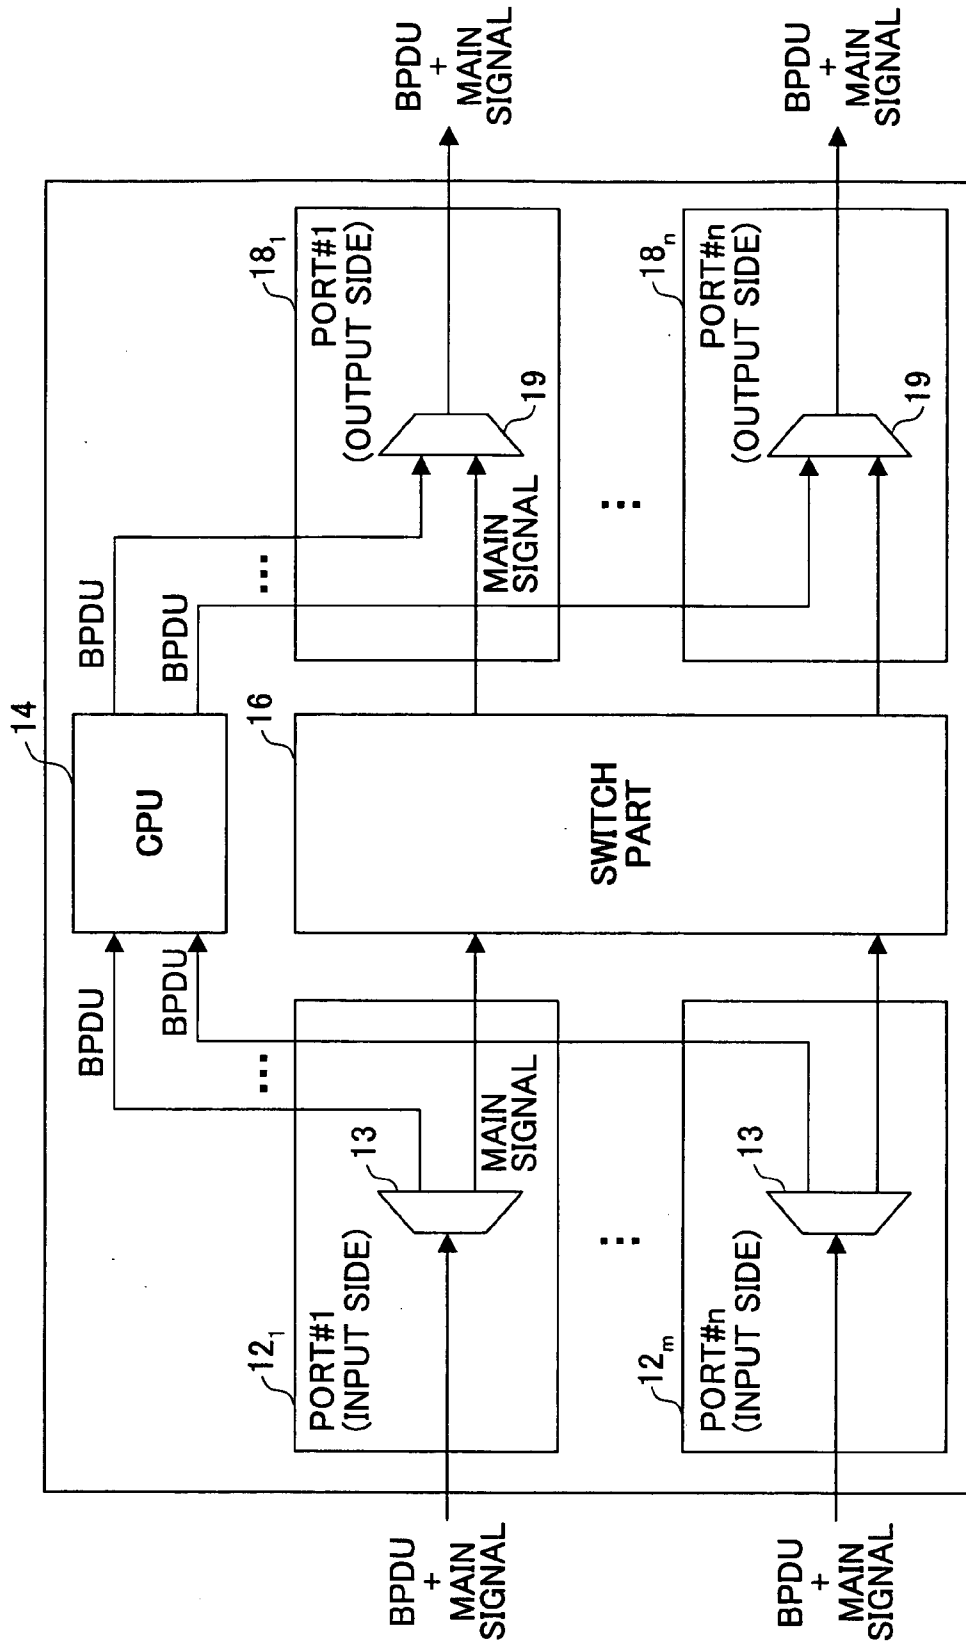 BPDU
+
MAIN
SIGNAL
BPDU
+
MAIN
SIGNAL
12₁
PORT#1
(INPUT SIDE)
13
MAIN
SIGNAL
12ₘ
PORT#n
(INPUT SIDE)
13
BPDU
BPDU
14
CPU
16
SWITCH
PART
BPDU
BPDU
18₁
PORT#1
(OUTPUT SIDE)
19
MAIN
SIGNAL
18ₙ
PORT#n
(OUTPUT SIDE)
19
BPDU
+
MAIN
SIGNAL
BPDU
+
MAIN
SIGNAL